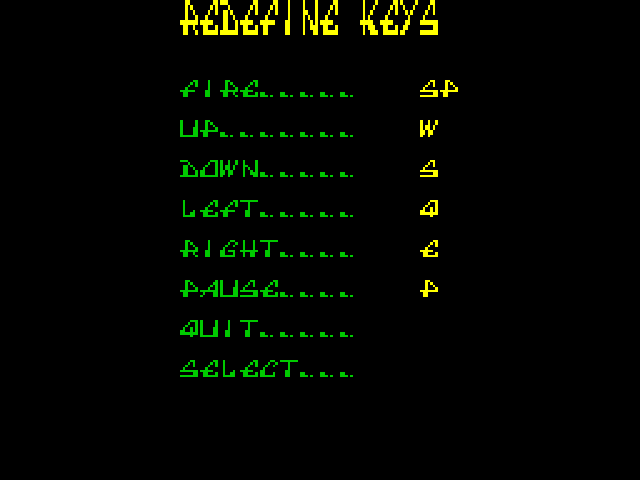 REDEFINE KEYS
FIRE...... SP
UP........ W
DOWN...... S
LEFT...... Q
RIGHT..... E
PAUSE..... P
QUIT......
SELECT...